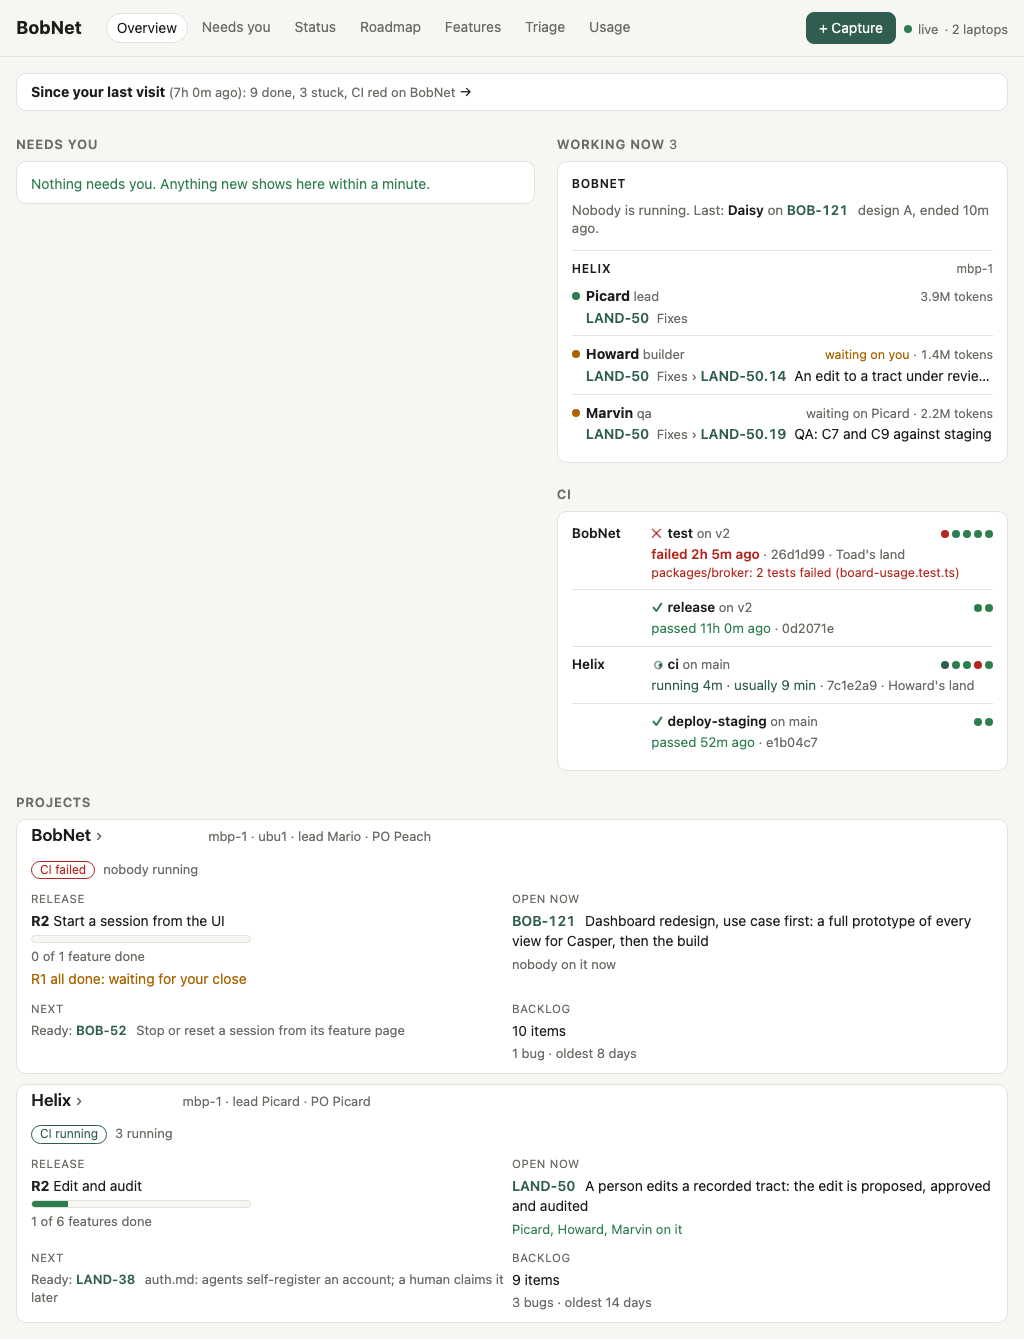 BobNet
Overview
Needs you
Status
Roadmap
Features
Triage
Usage
+ Capture
live · 2 laptops
Since your last visit (7h 0m ago): 9 done, 3 stuck, CI red on BobNet →
NEEDS YOU
Nothing needs you. Anything new shows here within a minute.
WORKING NOW 3
BOBNET
Nobody is running. Last: Daisy on BOB-121 design A, ended 10m
ago.
HELIX
mbp-1
Picard lead
3.9M tokens
LAND-50 Fixes
Howard builder
waiting on you · 1.4M tokens
LAND-50 Fixes › LAND-50.14 An edit to a tract under revie…
Marvin qa
waiting on Picard · 2.2M tokens
LAND-50 Fixes › LAND-50.19 QA: C7 and C9 against staging
CI
BobNet
test on v2
failed 2h 5m ago · 26d1d99 · Toad's land
packages/broker: 2 tests failed (board-usage.test.ts)
release on v2
passed 11h 0m ago · 0d2071e
Helix
ci on main
running 4m · usually 9 min · 7c1e2a9 · Howard's land
deploy-staging on main
passed 52m ago · e1b04c7
PROJECTS
BobNet ›
mbp-1 · ubu1 · lead Mario · PO Peach
CI failed
nobody running
RELEASE
R2 Start a session from the UI
0 of 1 feature done
R1 all done: waiting for your close
OPEN NOW
BOB-121 Dashboard redesign, use case first: a full prototype of every
view for Casper, then the build
nobody on it now
NEXT
Ready: BOB-52 Stop or reset a session from its feature page
BACKLOG
10 items
1 bug · oldest 8 days
Helix ›
mbp-1 · lead Picard · PO Picard
CI running
3 running
RELEASE
R2 Edit and audit
1 of 6 features done
OPEN NOW
LAND-50 A person edits a recorded tract: the edit is proposed, approved
and audited
Picard, Howard, Marvin on it
NEXT
Ready: LAND-38 auth.md: agents self-register an account; a human claims it
later
BACKLOG
9 items
3 bugs · oldest 14 days